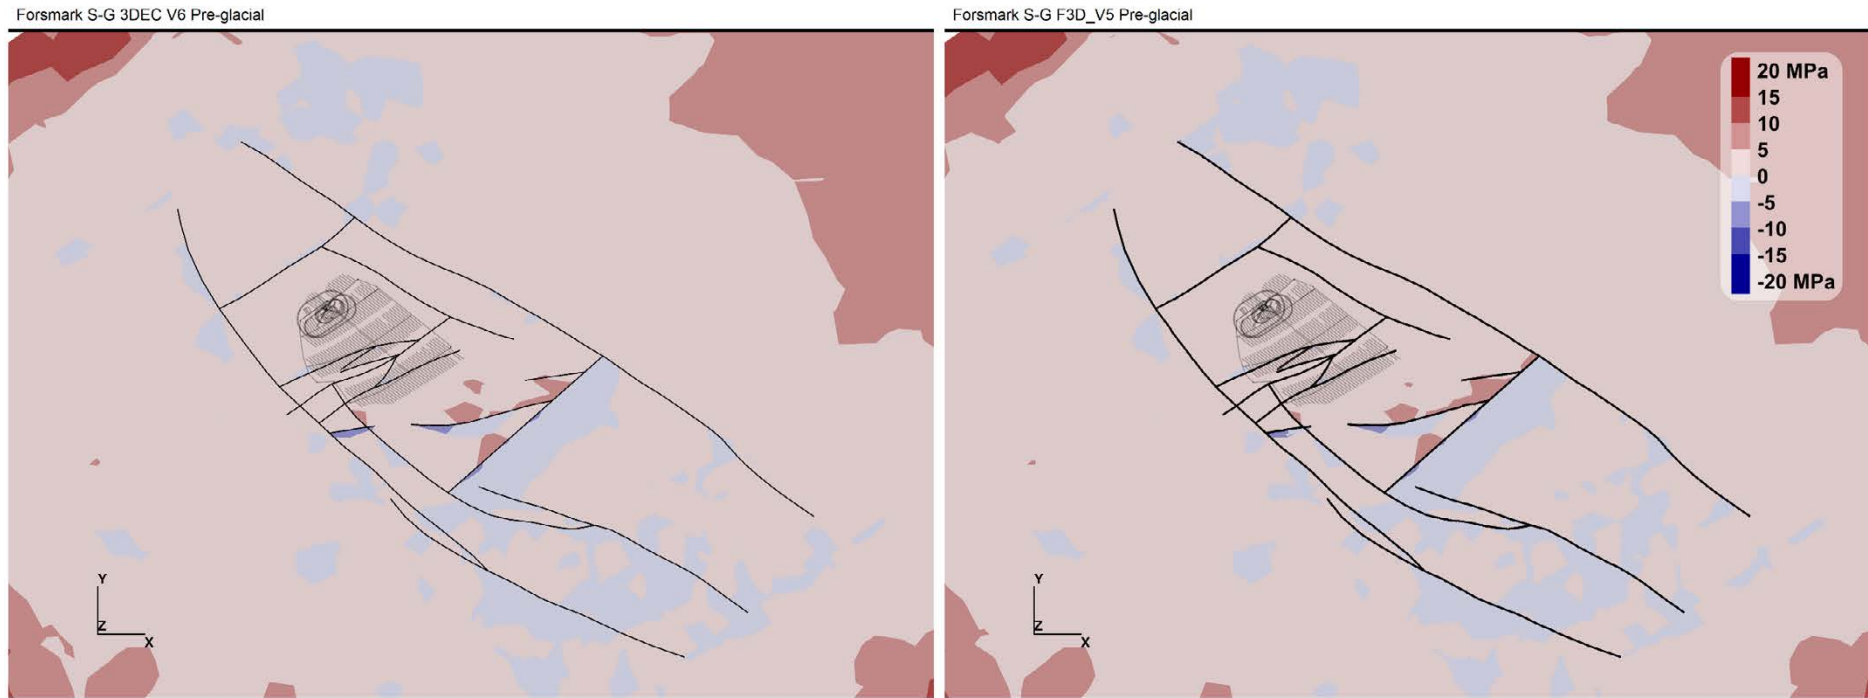 Forsmark S-G 3DEC V6 Pre-glacial
Forsmark S-G F3D_V5 Pre-glacial
20 MPa
15
10
5
0
-5
-10
-15
-20 MPa
Y
Z
X
Y
Z
X